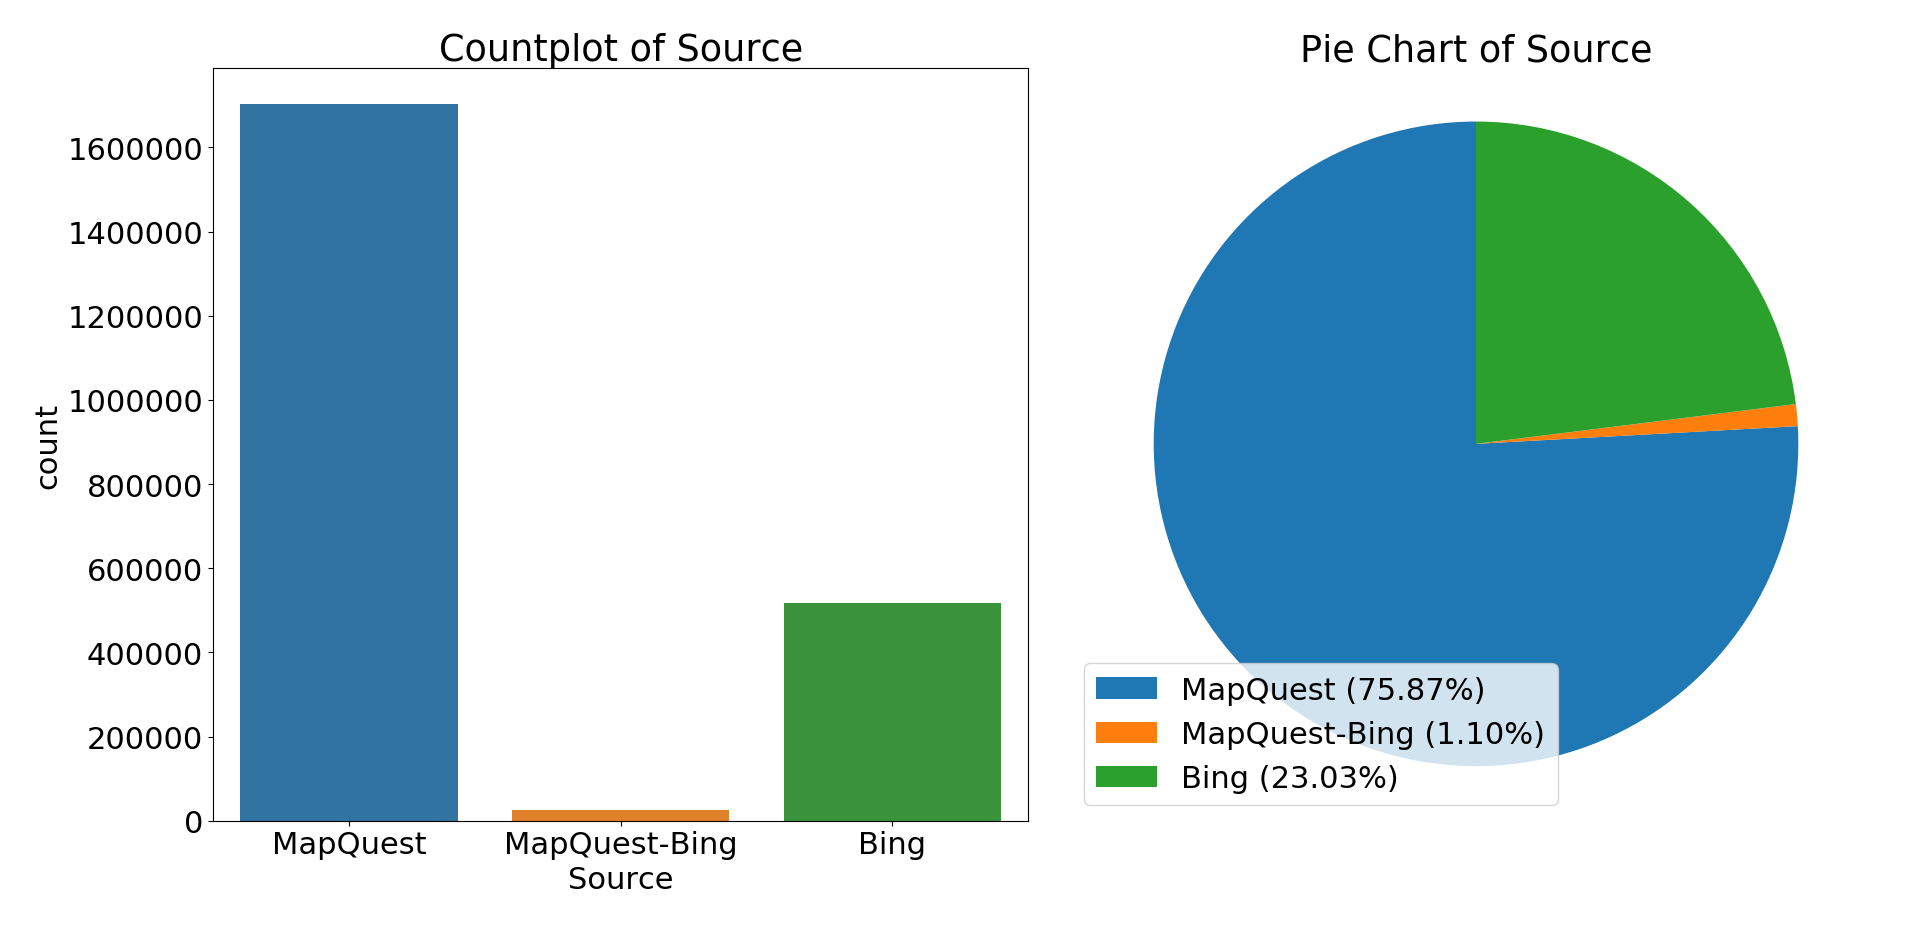 Countplot of Source
1600000
1400000
1200000
1000000
800000
600000
400000
200000
0
count
MapQuest
MapQuest-Bing
Bing
Source
Pie Chart of Source
MapQuest (75.87%)
MapQuest-Bing (1.10%)
Bing (23.03%)